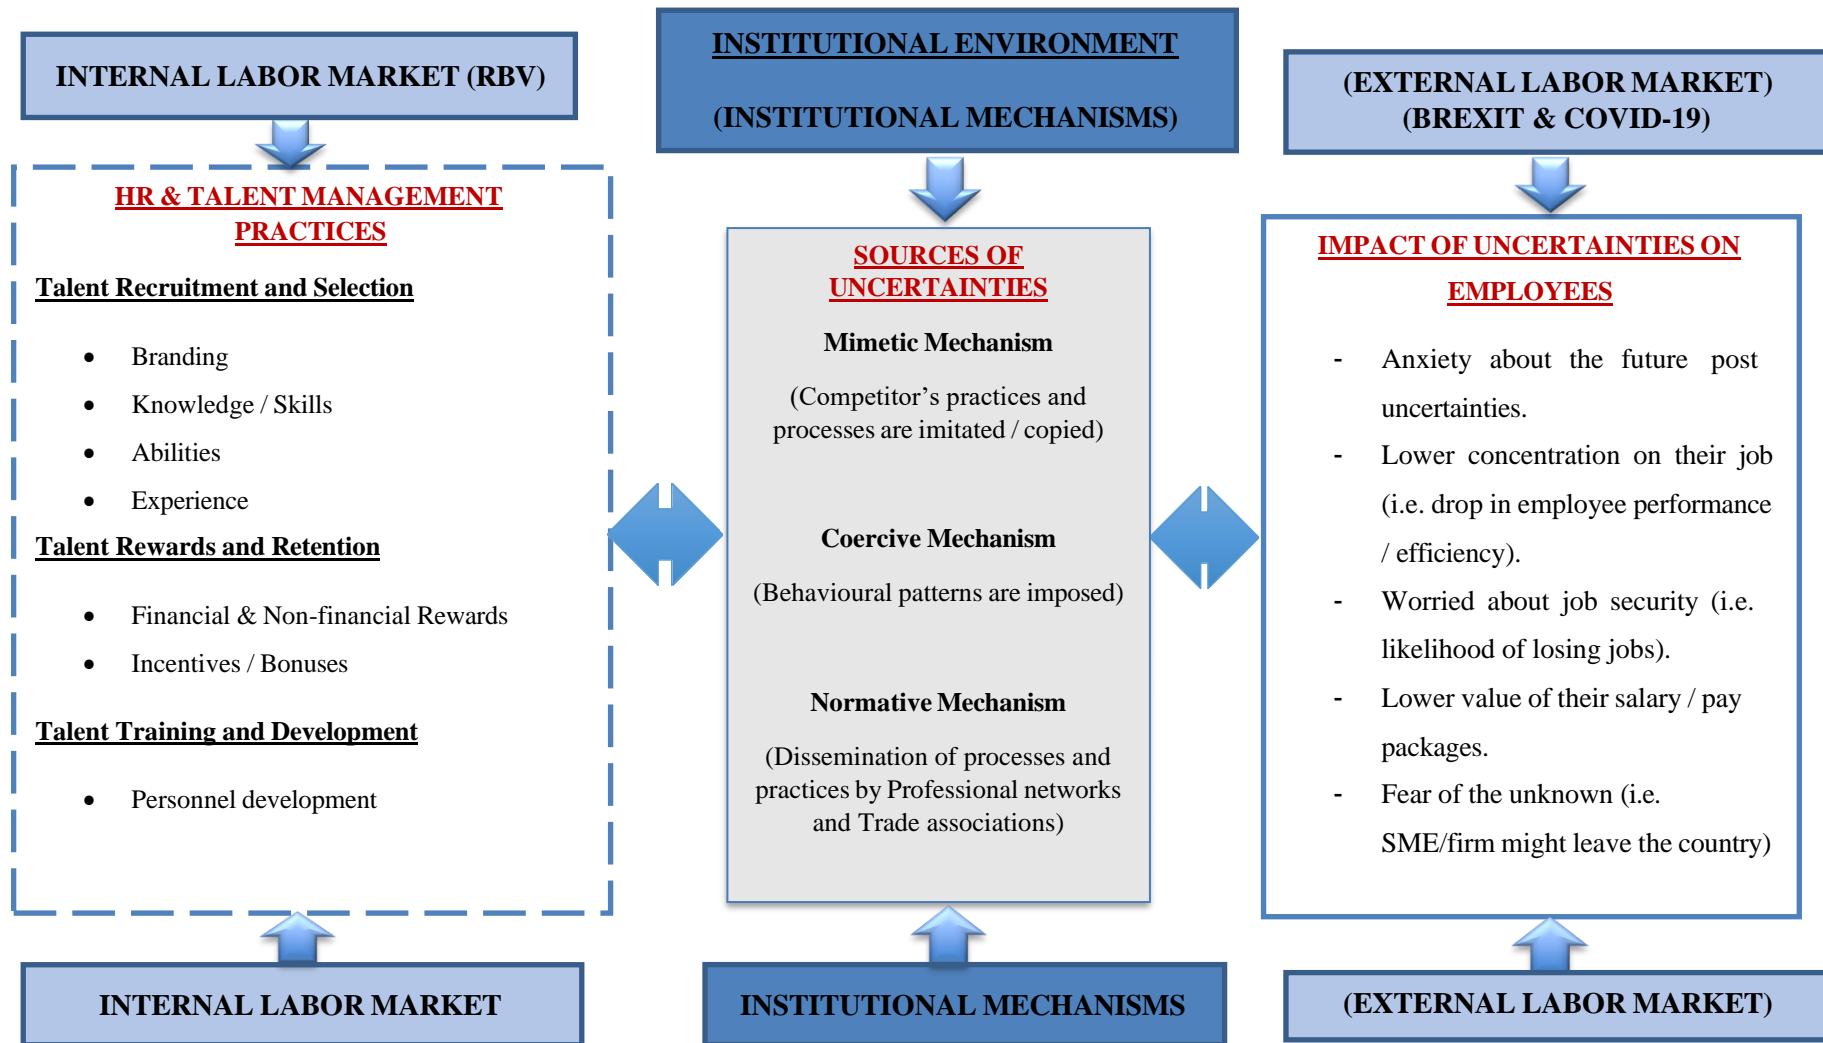 INTERNAL LABOR MARKET (RBV)
HR & TALENT MANAGEMENT
PRACTICES
Talent Recruitment and Selection
• Branding
• Knowledge / Skills
• Abilities
• Experience
Talent Rewards and Retention
• Financial & Non-financial Rewards
• Incentives / Bonuses
Talent Training and Development
• Personnel development
INTERNAL LABOR MARKET
INSTITUTIONAL ENVIRONMENT
(INSTITUTIONAL MECHANISMS)
SOURCES OF
UNCERTAINTIES
Mimetic Mechanism
(Competitor’s practices and
processes are imitated / copied)
Coercive Mechanism
(Behavioural patterns are imposed)
Normative Mechanism
(Dissemination of processes and
practices by Professional networks
and Trade associations)
INSTITUTIONAL MECHANISMS
(EXTERNAL LABOR MARKET)
(BREXIT & COVID-19)
IMPACT OF UNCERTAINTIES ON
EMPLOYEES
- Anxiety about the future post
uncertainties.
- Lower concentration on their job
(i.e. drop in employee performance
/ efficiency).
- Worried about job security (i.e.
likelihood of losing jobs).
- Lower value of their salary / pay
packages.
- Fear of the unknown (i.e.
SME/firm might leave the country)
(EXTERNAL LABOR MARKET)